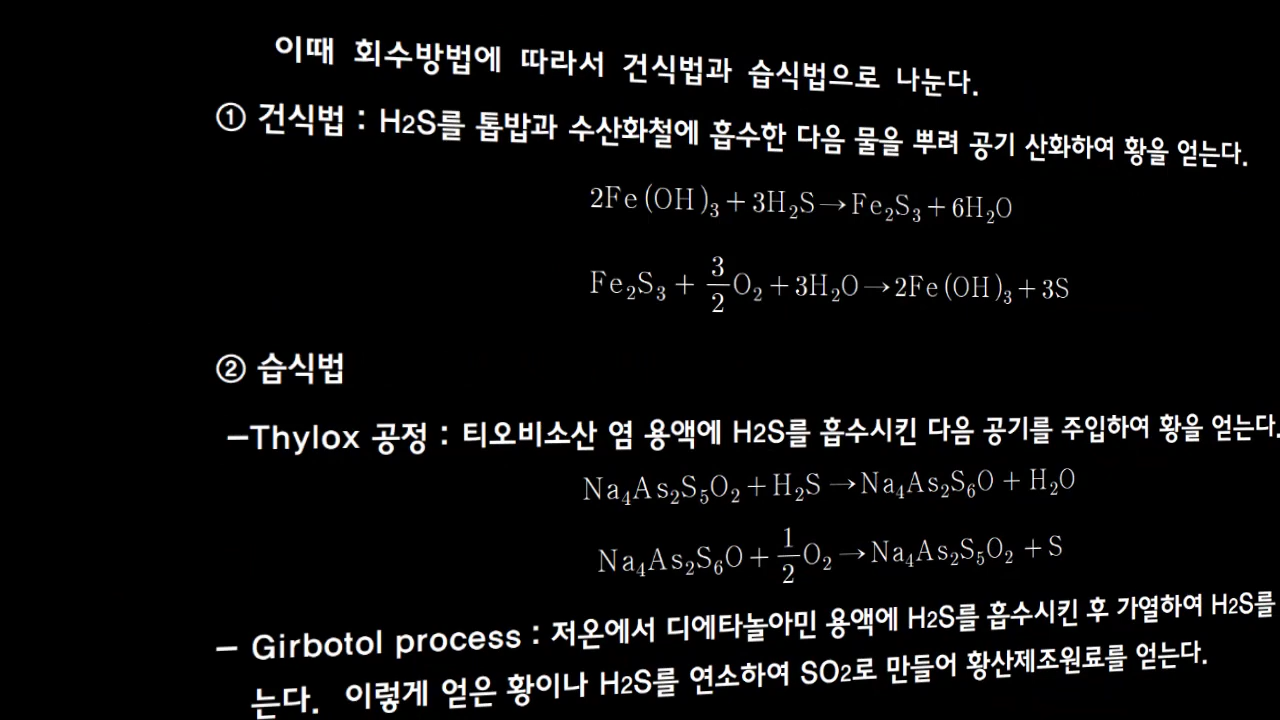 이때 회수방법에 따라서 건식법과 습식법으로 나눈다.
① 건식법 : H2S를 톱밥과 수산화철에 흡수한 다음 물을 뿌려 공기 산화하여 황을 얻는다.
2Fe(OH)₃+3H₂S→Fe₂S₃+6H₂O
Fe₂S₃+3/2O₂+3H₂O→2Fe(OH)₃+3S
② 습식법
–Thylox 공정 : 티오비소산 염 용액에 H2S를 흡수시킨 다음 공기를 주입하여 황을 얻는다.
Na₄As₂S₅O₂+H₂S→Na₄As₂S₆O+H₂O
Na₄As₂S₆O+1/2O₂→Na₄As₂S₅O₂+S
– Girbotol process : 저온에서 디에타놀아민 용액에 H2S를 흡수시킨 후 가열하여 H2S를
는다. 이렇게 얻은 황이나 H2S를 연소하여 SO2로 만들어 황산제조원료를 얻는다.